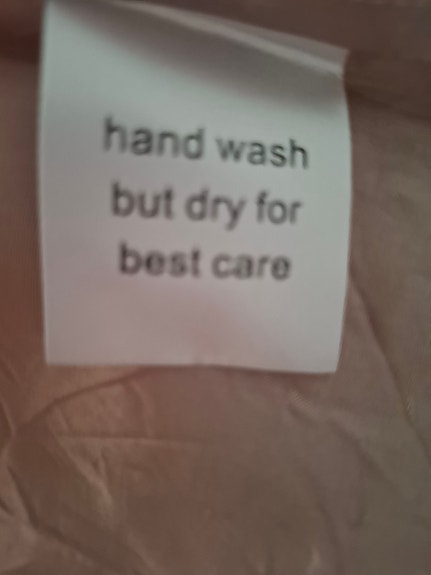 hand wash
but dry for
best care